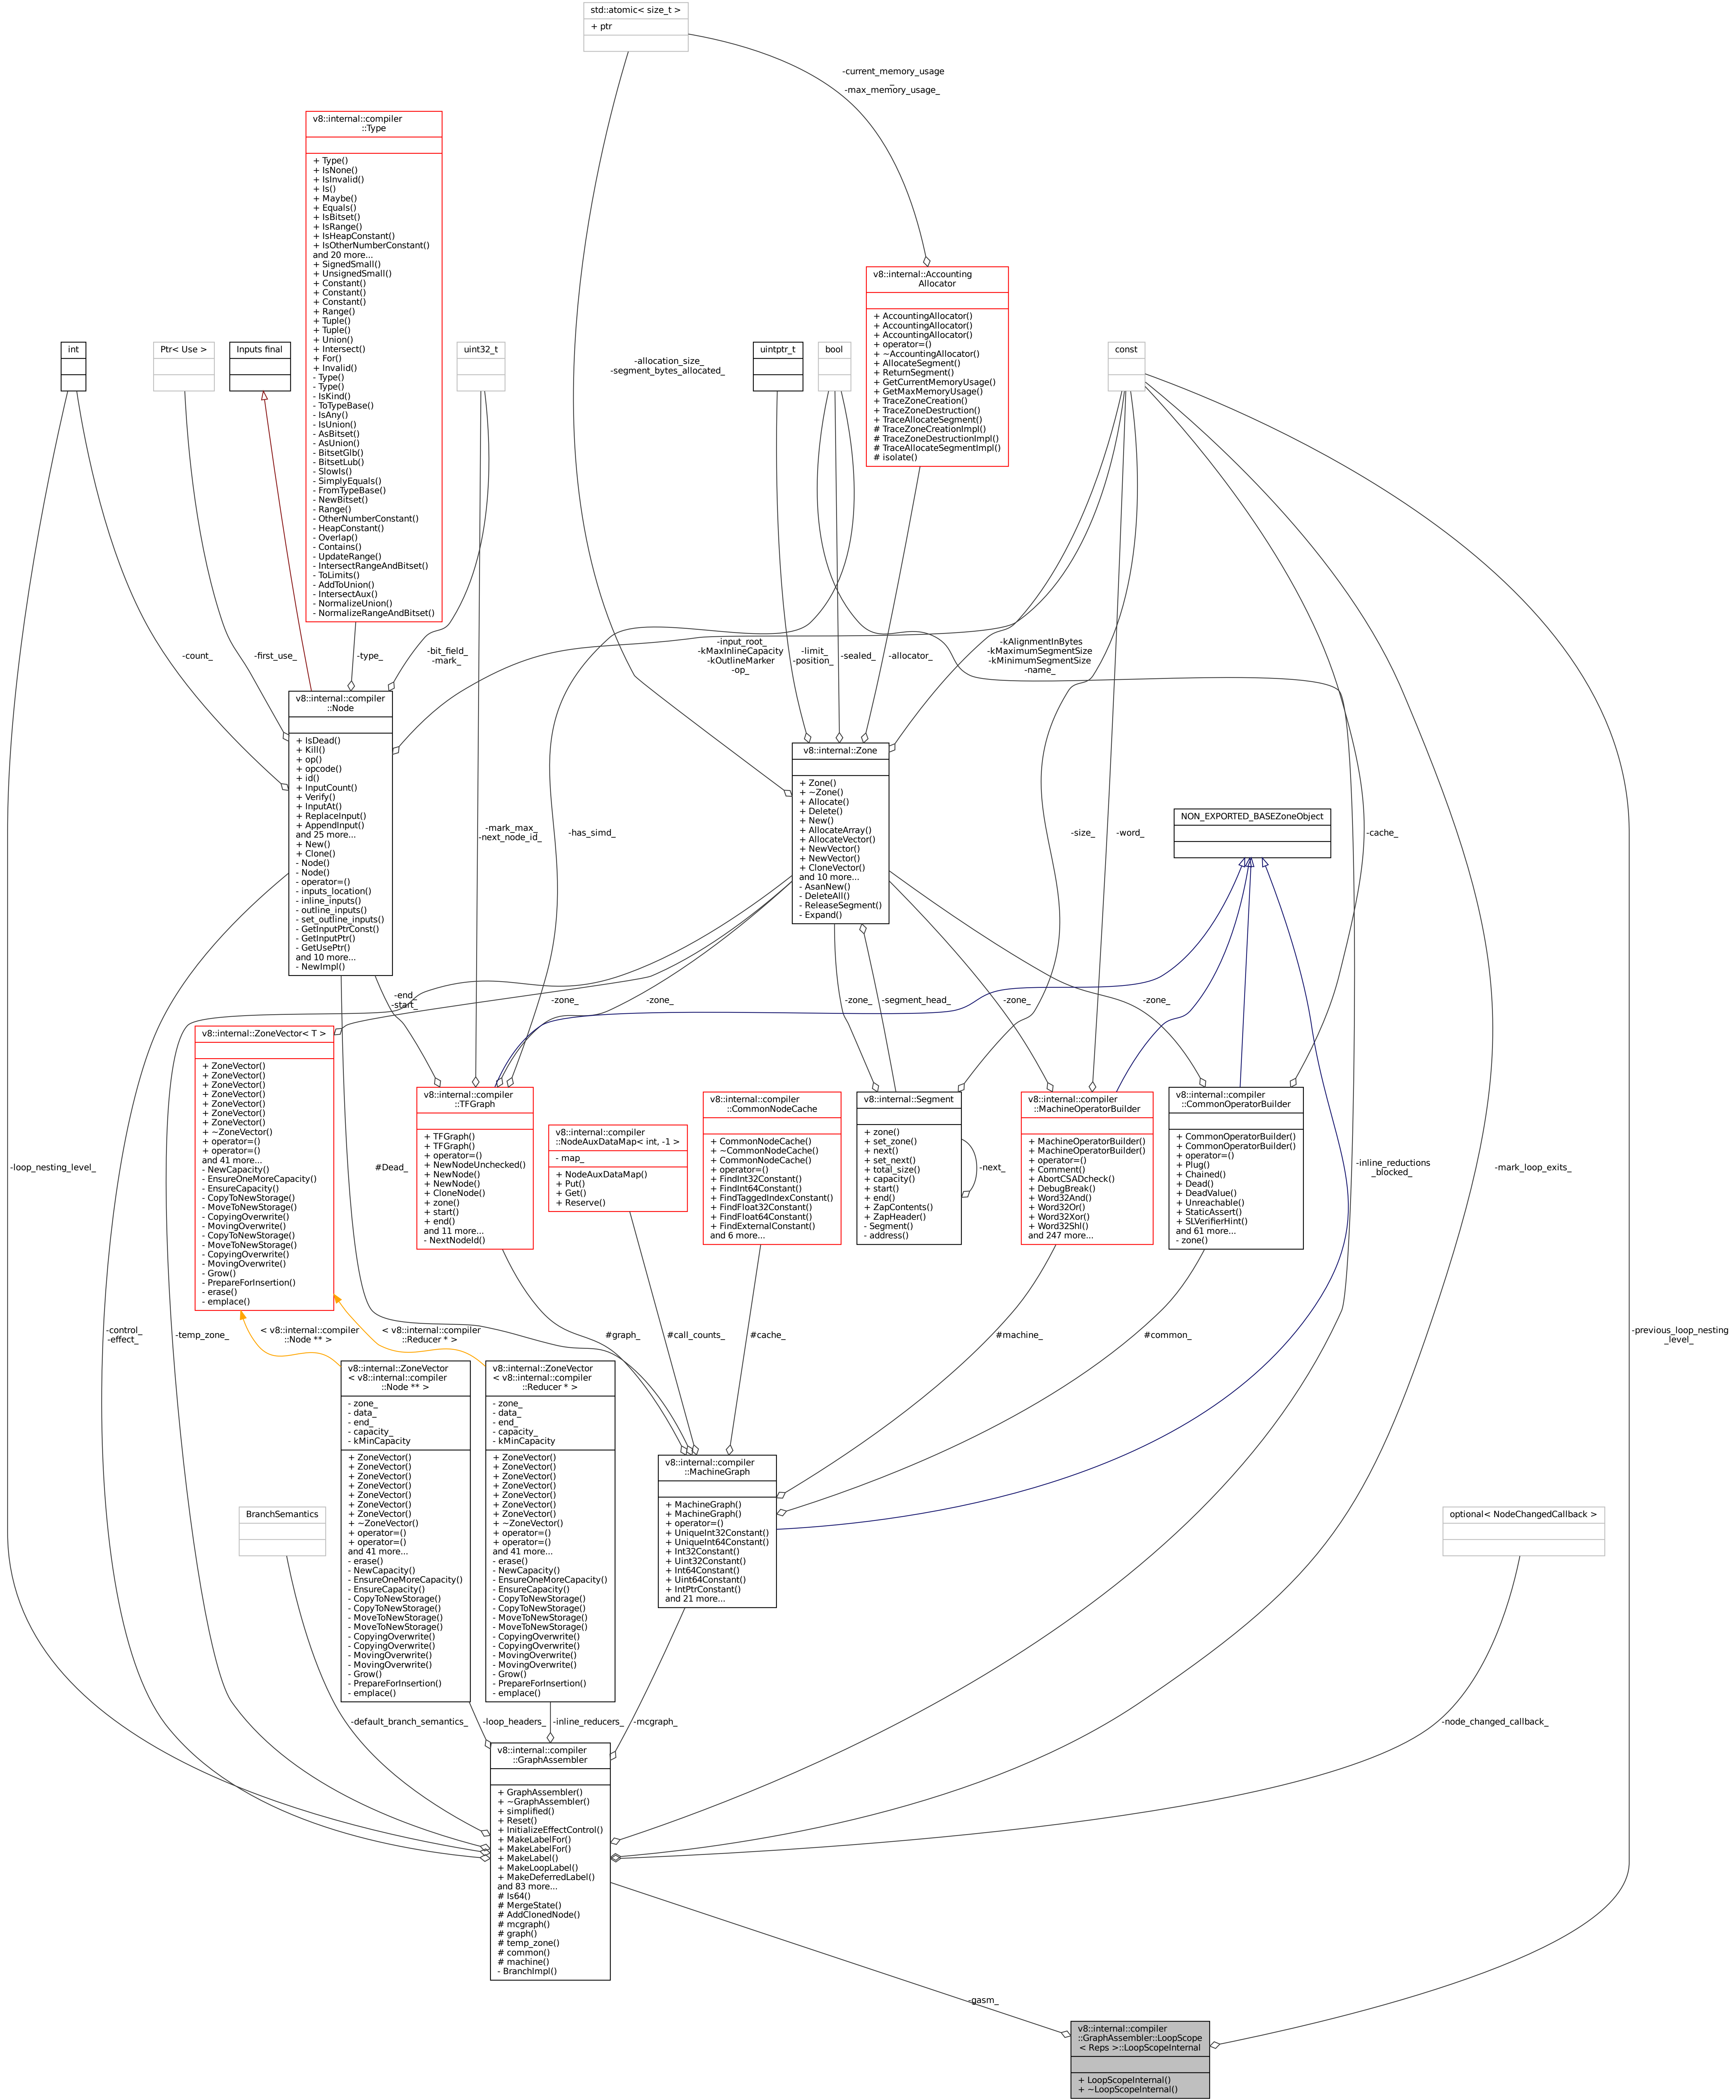 std::atomic< size_t >
+ ptr
-current_memory_usage
_
-max_memory_usage_
v8::internal::compiler
::Type
+ Type()
+ IsNone()
+ IsInvalid()
+ Is()
+ Maybe()
+ Equals()
+ IsBitset()
+ IsRange()
+ IsHeapConstant()
+ IsOtherNumberConstant()
and 20 more...
+ SignedSmall()
+ UnsignedSmall()
+ Constant()
+ Constant()
+ Constant()
+ Range()
+ Tuple()
+ Tuple()
+ Union()
+ Intersect()
+ For()
+ Invalid()
- Type()
- Type()
- IsKind()
- ToTypeBase()
- IsAny()
- IsUnion()
- AsBitset()
- AsUnion()
- BitsetGlb()
- BitsetLub()
- SlowIs()
- SimplyEquals()
- FromTypeBase()
- NewBitset()
- Range()
- OtherNumberConstant()
- HeapConstant()
- Overlap()
- Contains()
- UpdateRange()
- IntersectRangeAndBitset()
- ToLimits()
- AddToUnion()
- IntersectAux()
- NormalizeUnion()
- NormalizeRangeAndBitset()
v8::internal::Accounting
Allocator
+ AccountingAllocator()
+ AccountingAllocator()
+ AccountingAllocator()
+ operator=()
+ ~AccountingAllocator()
+ AllocateSegment()
+ ReturnSegment()
+ GetCurrentMemoryUsage()
+ GetMaxMemoryUsage()
+ TraceZoneCreation()
+ TraceZoneDestruction()
+ TraceAllocateSegment()
# TraceZoneCreationImpl()
# TraceZoneDestructionImpl()
# TraceAllocateSegmentImpl()
# isolate()
int
Ptr< Use >
Inputs final
uint32_t
-allocation_size_
-segment_bytes_allocated_
uintptr_t
bool
const
-count_
-first_use_
-type_
-bit_field_
-mark_
-input_root_
-kMaxInlineCapacity
-kOutlineMarker
-op_
-limit_
-position_
-sealed_
-allocator_
-kAlignmentInBytes
-kMaximumSegmentSize
-kMinimumSegmentSize
-name_
v8::internal::compiler
::Node
+ IsDead()
+ Kill()
+ op()
+ opcode()
+ id()
+ InputCount()
+ Verify()
+ InputAt()
+ ReplaceInput()
+ AppendInput()
and 25 more...
+ New()
+ Clone()
- Node()
- Node()
- operator=()
- inputs_location()
- inline_inputs()
- outline_inputs()
- set_outline_inputs()
- GetInputPtrConst()
- GetInputPtr()
- GetUsePtr()
and 10 more...
- NewImpl()
v8::internal::Zone
+ Zone()
+ ~Zone()
+ Allocate()
+ Delete()
+ New()
+ AllocateArray()
+ AllocateVector()
+ NewVector()
+ NewVector()
+ CloneVector()
and 10 more...
- AsanNew()
- DeleteAll()
- ReleaseSegment()
- Expand()
-mark_max_
-next_node_id_
-has_simd_
-size_
-word_
NON_EXPORTED_BASEZoneObject
-cache_
-end_
-start_
-zone_
-zone_
-zone_
-segment_head_
-zone_
-zone_
v8::internal::ZoneVector< T >
+ ZoneVector()
+ ZoneVector()
+ ZoneVector()
+ ZoneVector()
+ ZoneVector()
+ ZoneVector()
+ ZoneVector()
+ ~ZoneVector()
+ operator=()
+ operator=()
and 41 more...
- NewCapacity()
- EnsureOneMoreCapacity()
- EnsureCapacity()
- CopyToNewStorage()
- MoveToNewStorage()
- CopyingOverwrite()
- MovingOverwrite()
- CopyToNewStorage()
- MoveToNewStorage()
- CopyingOverwrite()
- MovingOverwrite()
- Grow()
- PrepareForInsertion()
- erase()
- emplace()
-loop_nesting_level_
#Dead_
v8::internal::compiler
::TFGraph
+ TFGraph()
+ TFGraph()
+ operator=()
+ NewNodeUnchecked()
+ NewNode()
+ NewNode()
+ CloneNode()
+ zone()
+ start()
+ end()
and 11 more...
- NextNodeId()
v8::internal::compiler
::NodeAuxDataMap< int, -1 >
- map_
+ NodeAuxDataMap()
+ Put()
+ Get()
+ Reserve()
v8::internal::compiler
::CommonNodeCache
+ CommonNodeCache()
+ ~CommonNodeCache()
+ CommonNodeCache()
+ operator=()
+ FindInt32Constant()
+ FindInt64Constant()
+ FindTaggedIndexConstant()
+ FindFloat32Constant()
+ FindFloat64Constant()
+ FindExternalConstant()
and 6 more...
v8::internal::Segment
+ zone()
+ set_zone()
+ next()
+ set_next()
+ total_size()
+ capacity()
+ start()
+ end()
+ ZapContents()
+ ZapHeader()
- Segment()
- address()
-next_
v8::internal::compiler
::MachineOperatorBuilder
+ MachineOperatorBuilder()
+ MachineOperatorBuilder()
+ operator=()
+ Comment()
+ AbortCSADcheck()
+ DebugBreak()
+ Word32And()
+ Word32Or()
+ Word32Xor()
+ Word32Shl()
and 247 more...
v8::internal::compiler
::CommonOperatorBuilder
+ CommonOperatorBuilder()
+ CommonOperatorBuilder()
+ operator=()
+ Plug()
+ Chained()
+ Dead()
+ DeadValue()
+ Unreachable()
+ StaticAssert()
+ SLVerifierHint()
and 61 more...
- zone()
-inline_reductions
_blocked_
-mark_loop_exits_
-control_
-effect_
-temp_zone_
< v8::internal::compiler
::Node ** >
< v8::internal::compiler
::Reducer * >
#graph_
#call_counts_
#cache_
#machine_
#common_
-previous_loop_nesting
_level_
v8::internal::ZoneVector
< v8::internal::compiler
::Node ** >
- zone_
- data_
- end_
- capacity_
- kMinCapacity
+ ZoneVector()
+ ZoneVector()
+ ZoneVector()
+ ZoneVector()
+ ZoneVector()
+ ZoneVector()
+ ZoneVector()
+ ~ZoneVector()
+ operator=()
+ operator=()
and 41 more...
- erase()
- NewCapacity()
- EnsureOneMoreCapacity()
- EnsureCapacity()
- CopyToNewStorage()
- CopyToNewStorage()
- MoveToNewStorage()
- MoveToNewStorage()
- CopyingOverwrite()
- CopyingOverwrite()
- MovingOverwrite()
- MovingOverwrite()
- Grow()
- PrepareForInsertion()
- emplace()
v8::internal::ZoneVector
< v8::internal::compiler
::Reducer * >
- zone_
- data_
- end_
- capacity_
- kMinCapacity
+ ZoneVector()
+ ZoneVector()
+ ZoneVector()
+ ZoneVector()
+ ZoneVector()
+ ZoneVector()
+ ZoneVector()
+ ~ZoneVector()
+ operator=()
+ operator=()
and 41 more...
- erase()
- NewCapacity()
- EnsureOneMoreCapacity()
- EnsureCapacity()
- CopyToNewStorage()
- CopyToNewStorage()
- MoveToNewStorage()
- MoveToNewStorage()
- CopyingOverwrite()
- CopyingOverwrite()
- MovingOverwrite()
- MovingOverwrite()
- Grow()
- PrepareForInsertion()
- emplace()
v8::internal::compiler
::MachineGraph
+ MachineGraph()
+ MachineGraph()
+ operator=()
+ UniqueInt32Constant()
+ UniqueInt64Constant()
+ Int32Constant()
+ Uint32Constant()
+ Int64Constant()
+ Uint64Constant()
+ IntPtrConstant()
and 21 more...
BranchSemantics
optional< NodeChangedCallback >
-default_branch_semantics_
-loop_headers_
-inline_reducers_
-mcgraph_
-node_changed_callback_
v8::internal::compiler
::GraphAssembler
+ GraphAssembler()
+ ~GraphAssembler()
+ simplified()
+ Reset()
+ InitializeEffectControl()
+ MakeLabelFor()
+ MakeLabelFor()
+ MakeLabel()
+ MakeLoopLabel()
+ MakeDeferredLabel()
and 83 more...
# Is64()
# MergeState()
# AddClonedNode()
# mcgraph()
# graph()
# temp_zone()
# common()
# machine()
- BranchImpl()
-gasm_
v8::internal::compiler
::GraphAssembler::LoopScope
< Reps >::LoopScopeInternal
+ LoopScopeInternal()
+ ~LoopScopeInternal()